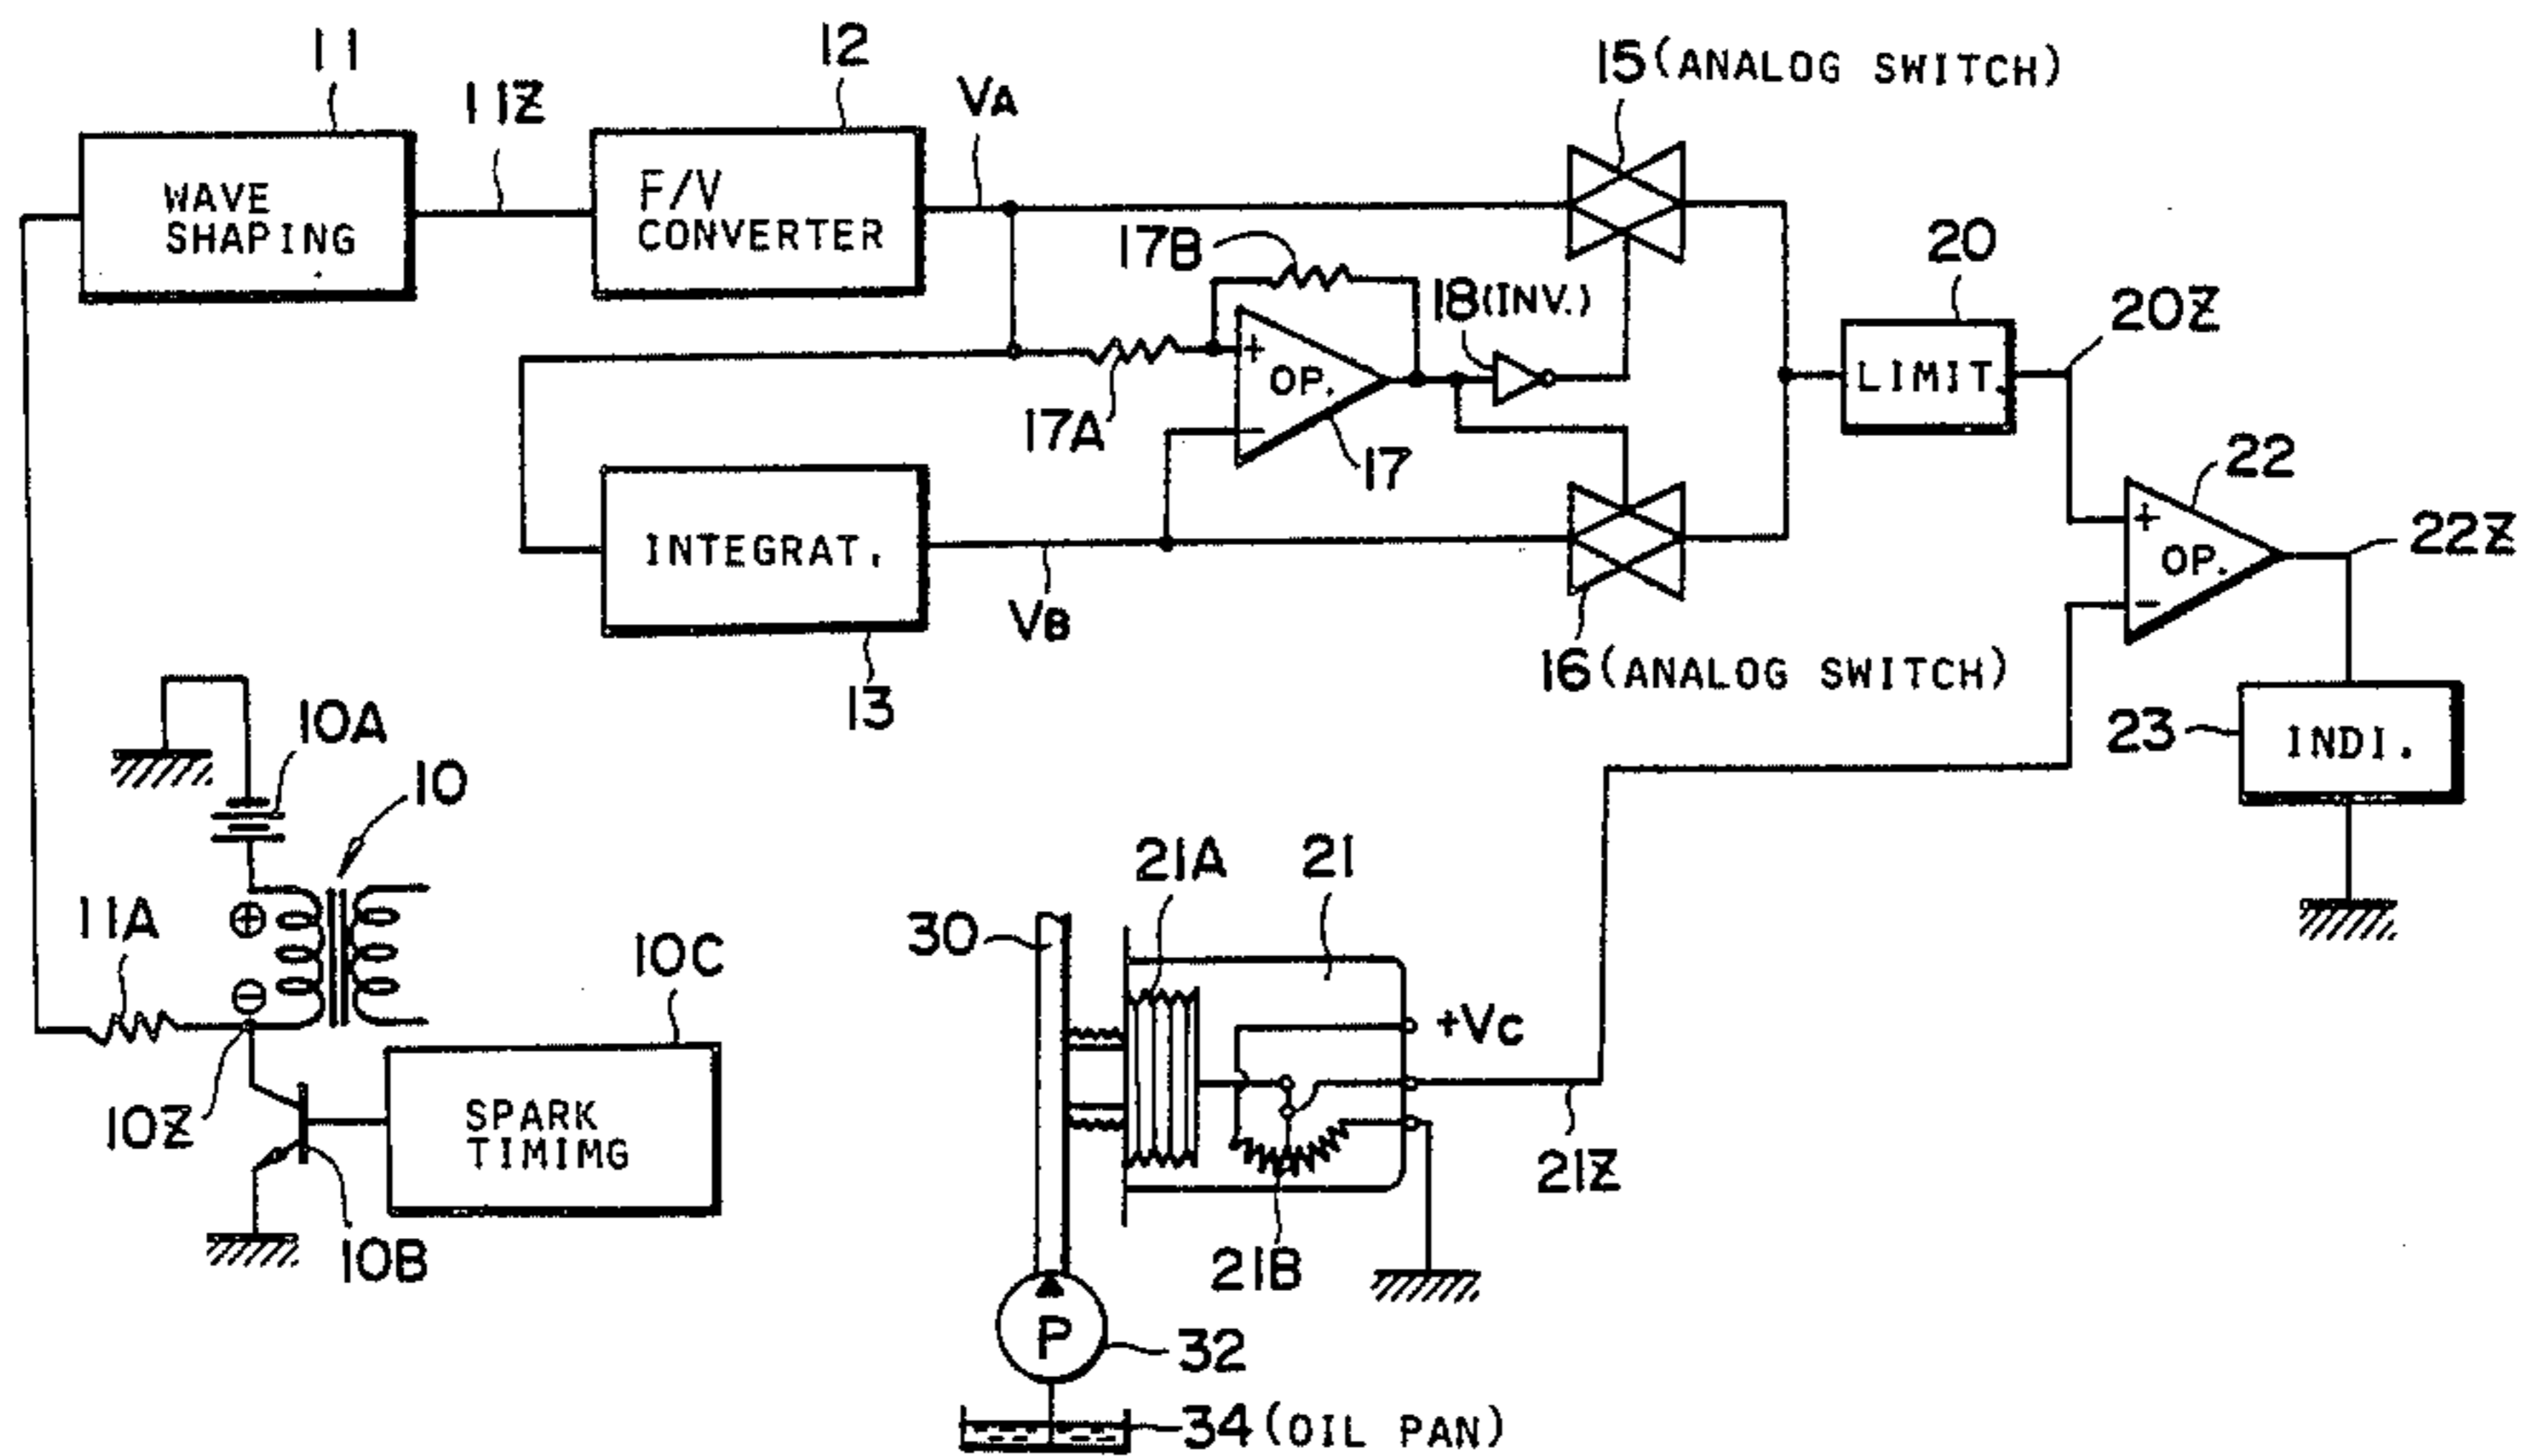 11
12
15 (ANALOG SWITCH)
11Z
VA
WAVE
SHAPING
F/V
CONVERTER
17B
18 (INV.)
20
20Z
+
OP.
-
LIMIT.
17A
17
22
INTEGRAT.
+
OP.
-
22Z
VB
16 (ANALOG SWITCH)
13
10A
23
INDI.
10
21A
21
11A
+
30
10C
-
+VC
10Z
SPARK
TIMIMG
21Z
10B
21B
P
32
34 (OIL PAN)